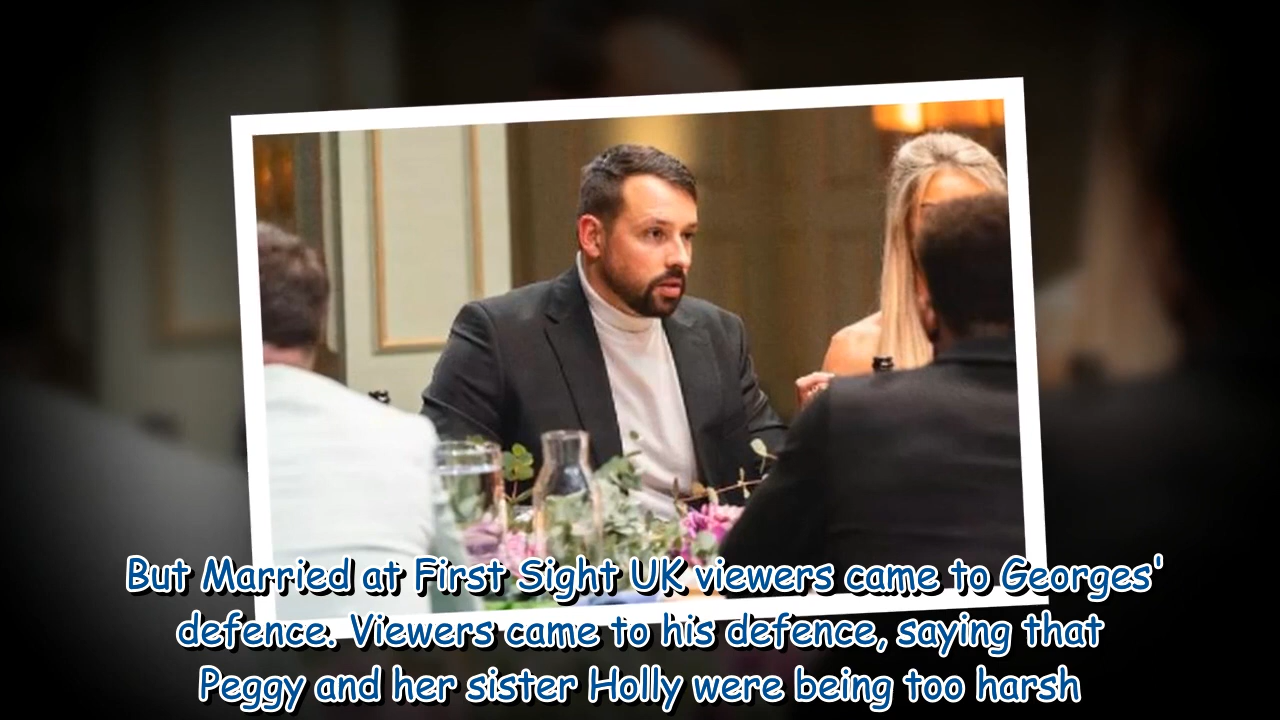 But Married at First Sight UK viewers came to Georges'
defence. Viewers came to his defence, saying that
Peggy and her sister Holly were being too harsh